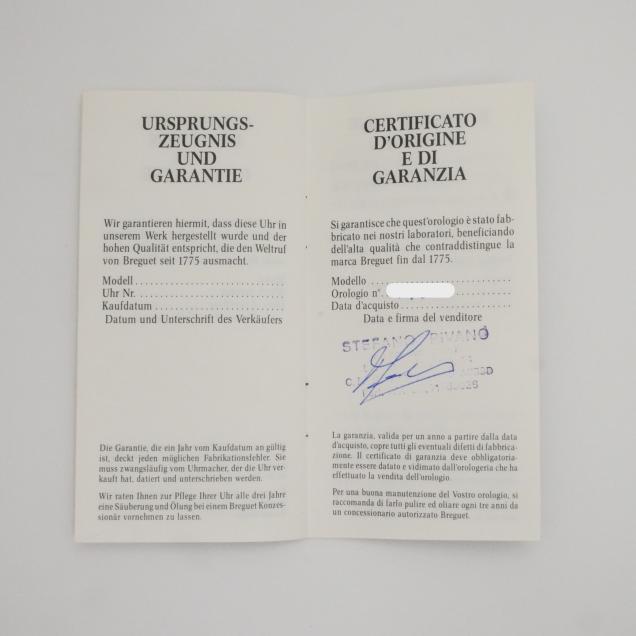 URSPRUNGS-
ZEUGNIS
UND
GARANTIE
Wir garantieren hiermit, dass diese Uhr in
unserem Werk hergestellt wurde und der
hohen Qualität entspricht, die den Weltruf
von Breguet seit 1775 ausmacht.
Modell
Uhr Nr.
Kaufdatum
Datum und Unterschrift des Verkäufers
Die Garantie, die ein Jahr vom Kaufdatum an gültig
ist, deckt jeden möglichen Fabrikationsfehler. Sie
muss zwangsläufig vom Uhrmacher, der die Uhr ver-
kauft hat, datiert und unterschrieben werden.
Wir raten Ihnen zur Pflege Ihrer Uhr alle drei Jahre
eine Säuberung und Ölung bei einem Breguet Konzes-
sionär vornehmen zu lassen.
CERTIFICATO
D'ORIGINE
E DI
GARANZIA
Si garantisce che quest'orologio è stato fab-
bricato nei nostri laboratori, beneficiando
dell'alta qualità che contraddistingue la
marca Breguet fin dal 1775.
Modello
Orologio n°.
Data d'acquisto
Data e firma del venditore
STEFANO RIVANO
La garanzia, valida per un anno a partire dalla data
d'acquisto, copre tutti gli eventuali difetti di fabbrica-
zione. Il certificato di garanzia deve obbligatoria-
mente essere datato e vidimato dall'orologeria che ha
effettuato la vendita dell'orologio.
Per una buona manutenzione del Vostro orologio, si
raccomanda di farlo pulire ed oliare ogni tre anni da
un concessionario autorizzato Breguet.